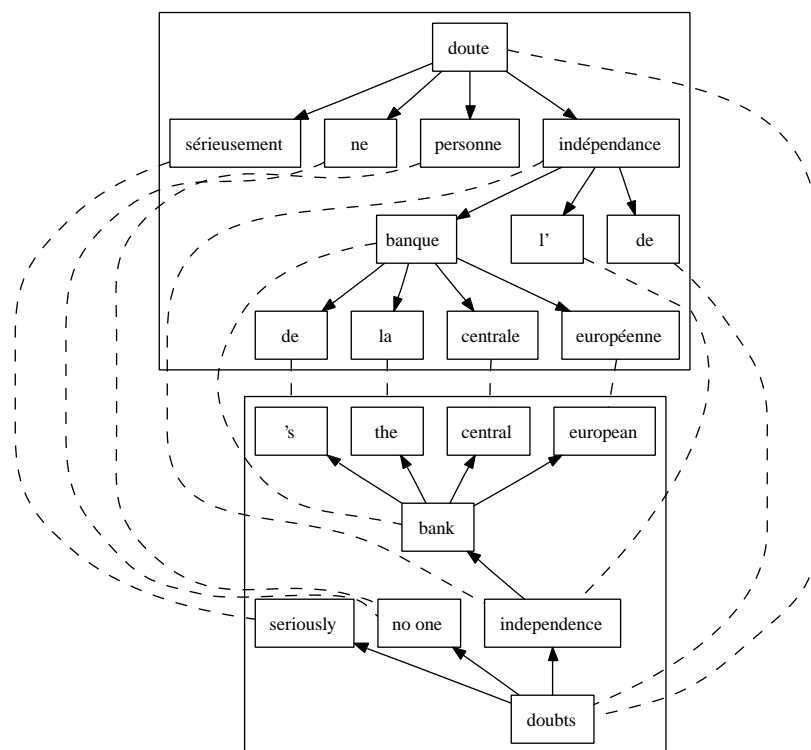 doute
sérieusement ne personne indépendance
banque l' de
de la centrale européenne
's the central european
bank
seriously no one independence
doubts